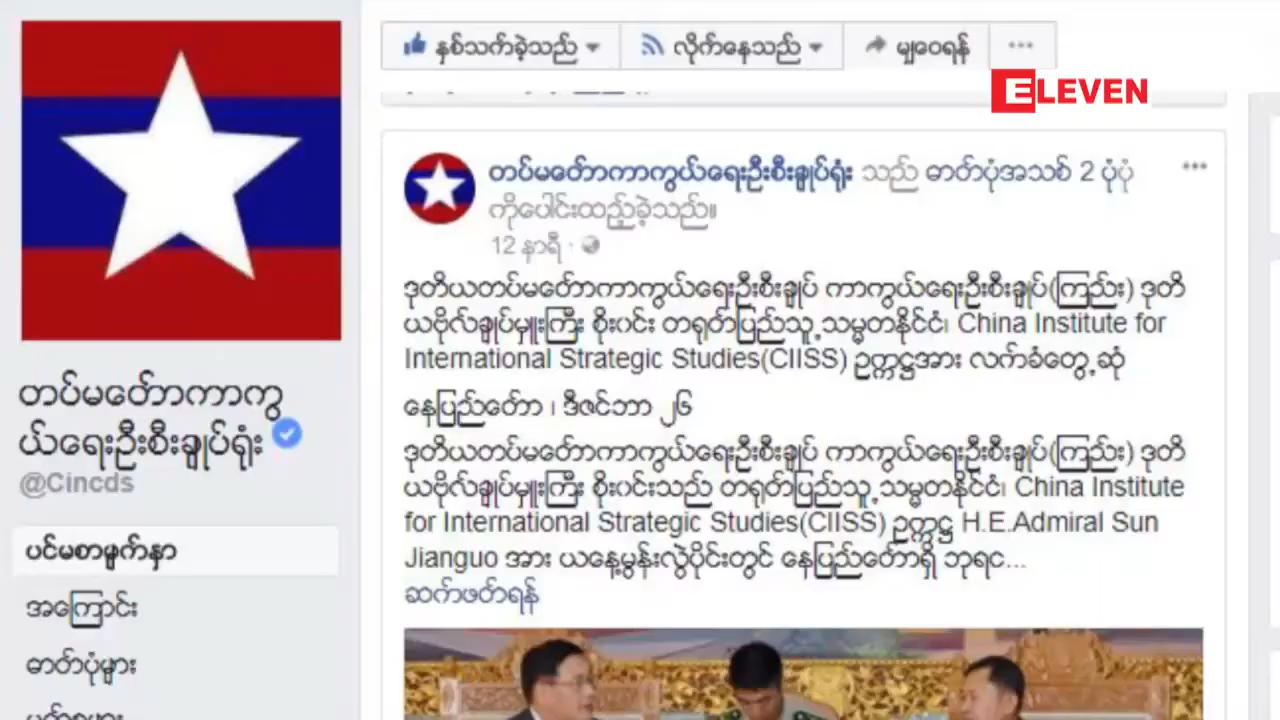 နှစ်သက်ခဲ့သည်
လိုက်နေသည်
မျှဝေရန်
ELEVEN
တပ်မတော်ကာကွယ်ရေးဦးစီးချုပ်ရုံး သည် ဓာတ်ပုံအသစ် 2 ပုံပုံ
ကိုပေါင်းထည့်ခဲ့သည်။
12 နာရီ ·
ဒုတိယတပ်မတော်ကာကွယ်ရေးဦးစီးချုပ် ကာကွယ်ရေးဦးစီးချုပ်(ကြည်း) ဒုတိ
ယဗိုလ်ချုပ်မှူးကြီး စိုးဝင်း တရုတ်ပြည်သူ့သမ္မတနိုင်ငံ၊ China Institute for
International Strategic Studies(CIISS) ဥက္ကဋ္ဌအား လက်ခံတွေ့ဆုံ
နေပြည်တော် ၊ ဒီဇင်ဘာ ၂၆
ဒုတိယတပ်မတော်ကာကွယ်ရေးဦးစီးချုပ် ကာကွယ်ရေးဦးစီးချုပ်(ကြည်း) ဒုတိ
ယဗိုလ်ချုပ်မှူးကြီး စိုးဝင်းသည် တရုတ်ပြည်သူ့သမ္မတနိုင်ငံ၊ China Institute
for International Strategic Studies(CIISS) ဥက္ကဋ္ဌ H.E.Admiral Sun
Jianguo အား ယနေ့မွန်းလွဲပိုင်းတွင် နေပြည်တော်ရှိ ဘုရင...
ဆက်ဖတ်ရန်
တပ်မတော်ကာကွ
ယ်ရေးဦးစီးချုပ်ရုံး
@Cincds
ပင်မစာမျက်နှာ
အကြောင်း
ဓာတ်ပုံများ